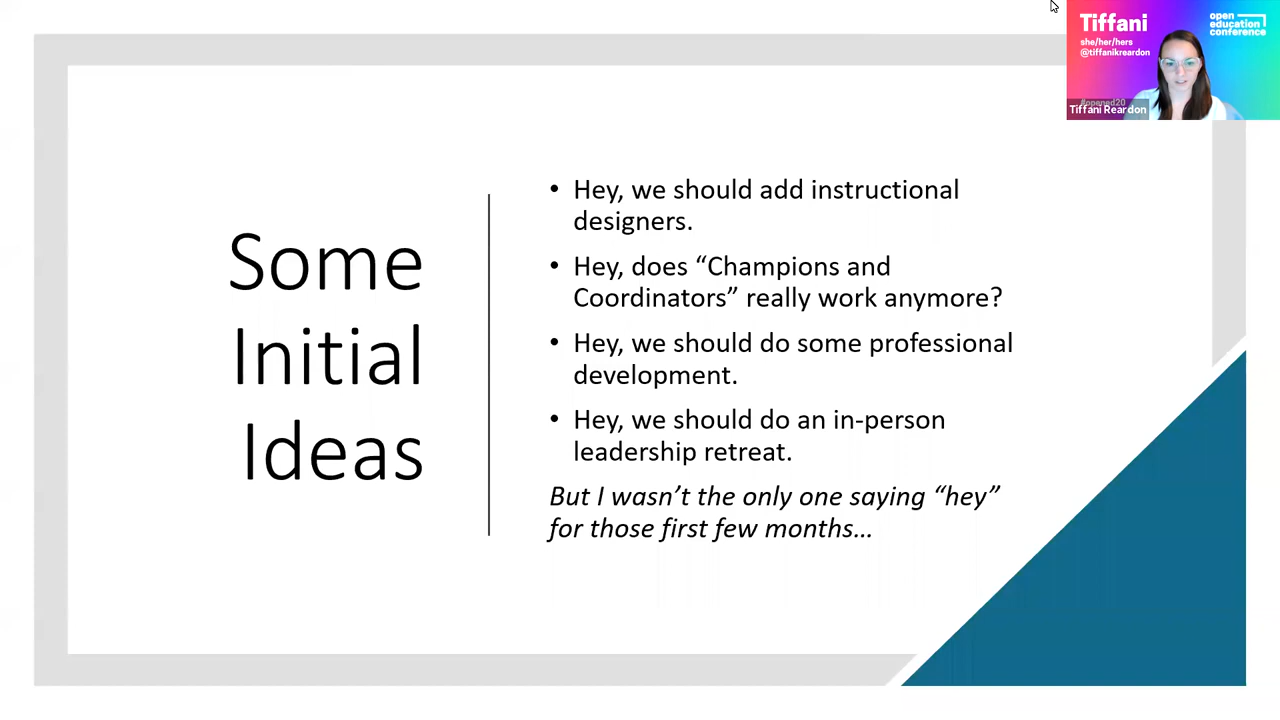 Tiffani
she/her/hers
@tiffanikreardon
open
education
conference
#opened20
Tiffani Reardon
Some
Initial
Ideas
• Hey, we should add instructional
designers.
• Hey, does “Champions and
Coordinators” really work anymore?
• Hey, we should do some professional
development.
• Hey, we should do an in-person
leadership retreat.
But I wasn’t the only one saying “hey”
for those first few months…